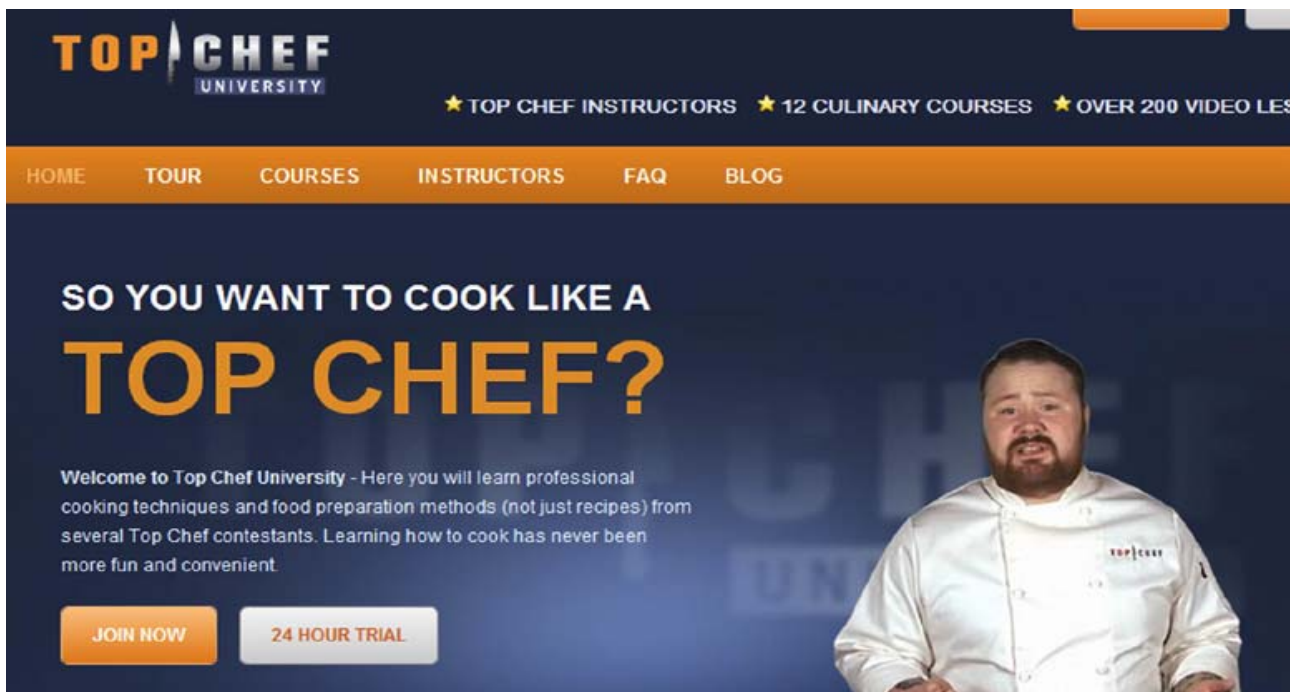 TOP CHEF
UNIVERSITY
TOP CHEF INSTRUCTORS 12 CULINARY COURSES OVER 200 VIDEO LES
HOME TOUR COURSES INSTRUCTORS FAQ BLOG
SO YOU WANT TO COOK LIKE A
TOP CHEF?
Welcome to Top Chef University - Here you will learn professional
cooking techniques and food preparation methods (not just recipes) from
several Top Chef contestants. Learning how to cook has never been
more fun and convenient.
JOIN NOW 24 HOUR TRIAL
TOP CHEF